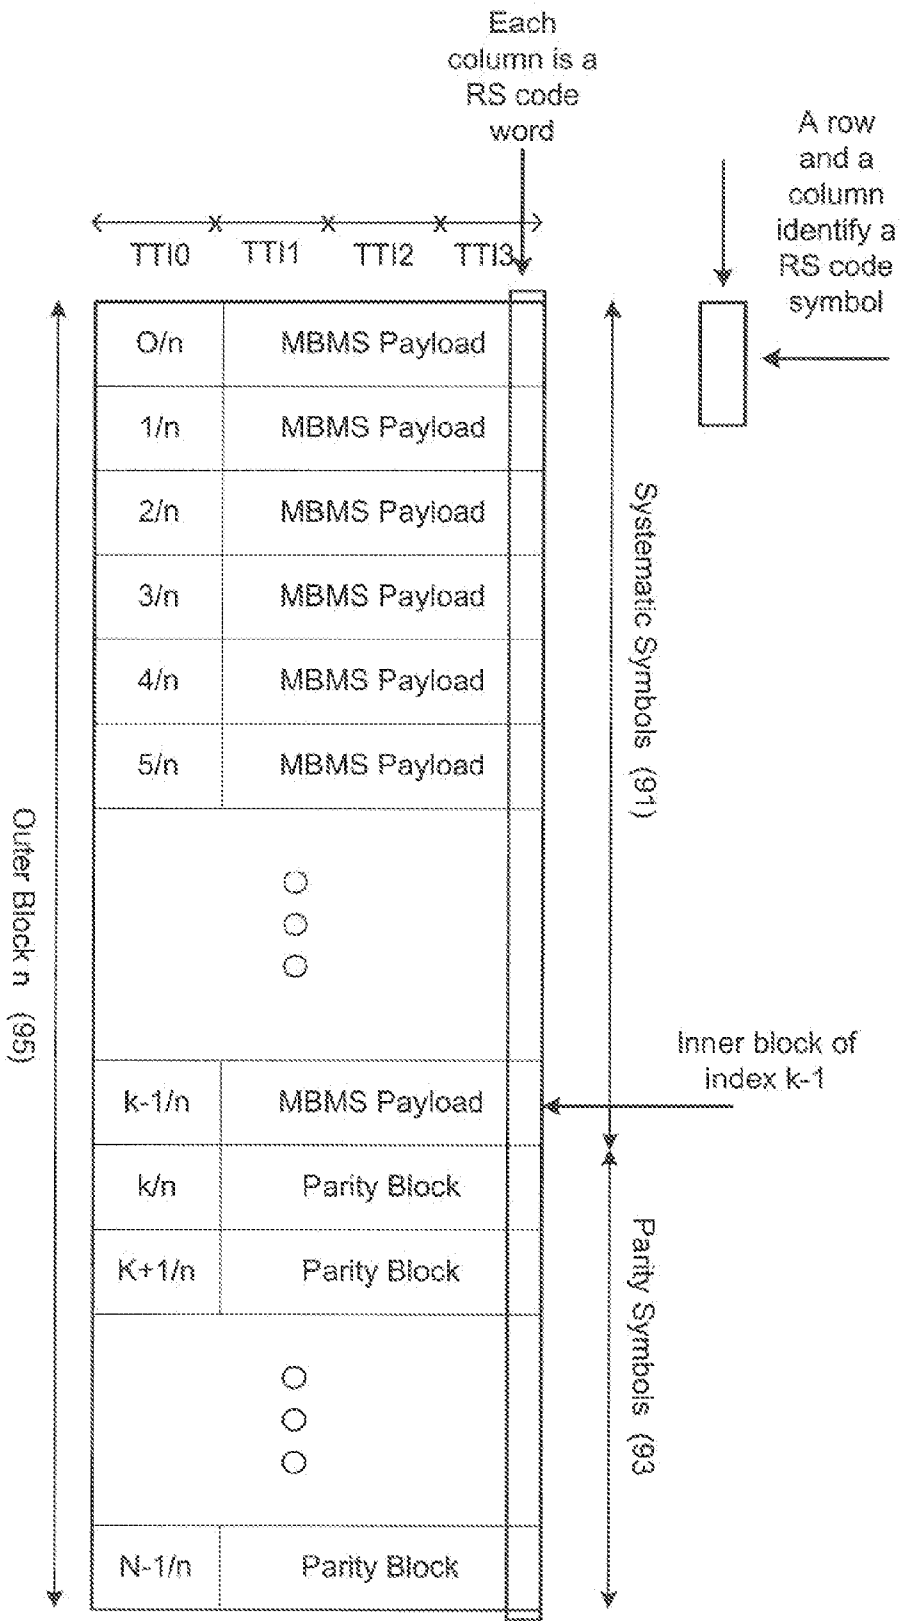 Each
column is a
RS code
word
A row
and a
column
identify a
RS code
symbol
TTI0 TTI1 TTI2 TTI3
O/n MBMS Payload
1/n MBMS Payload
2/n MBMS Payload
3/n MBMS Payload
4/n MBMS Payload
5/n MBMS Payload
Systematic Symbols (91)
Outer Block n (95)
Inner block of
index k-1
k-1/n MBMS Payload
k/n Parity Block
K+1/n Parity Block
Parity Symbols (93
N-1/n Parity Block